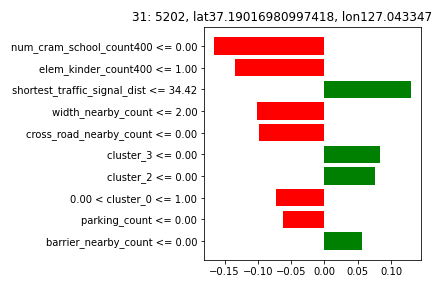 31: 5202, lat37.19016980997418, lon127.043347
num_cram_school_count400 <= 0.00
elem_kinder_count400 <= 1.00
shortest_traffic_signal_dist <= 34.42
width_nearby_count <= 2.00
cross_road_nearby_count <= 0.00
cluster_3 <= 0.00
cluster_2 <= 0.00
0.00 < cluster_0 <= 1.00
parking_count <= 0.00
barrier_nearby_count <= 0.00
−0.15 −0.10 −0.05 0.00 0.05 0.10